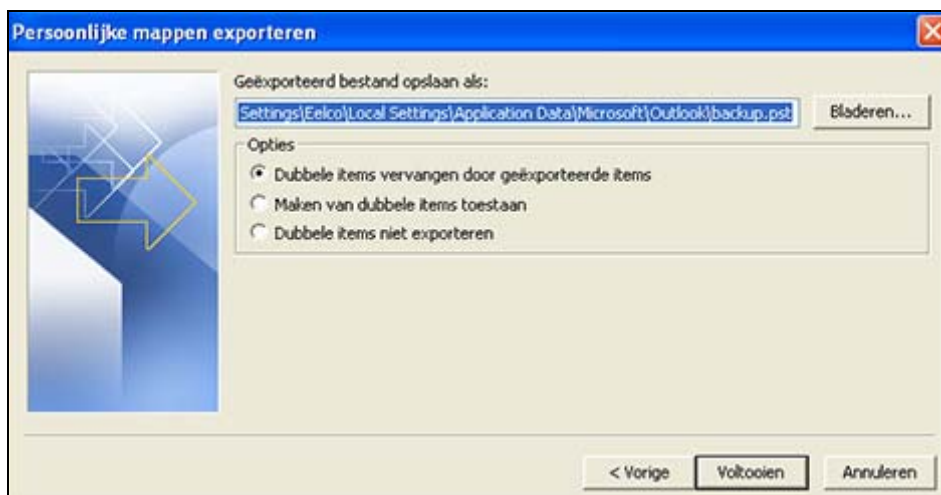 Persoonlijke mappen exporteren
Geëxporteerd bestand opslaan als:
Settings\Eelco\Local Settings\Application Data\Microsoft\Outlook\backup.pst
Bladeren...
Opties
Dubbele items vervangen door geëxporteerde items
Maken van dubbele items toestaan
Dubbele items niet exporteren
< Vorige
Voltooien
Annuleren